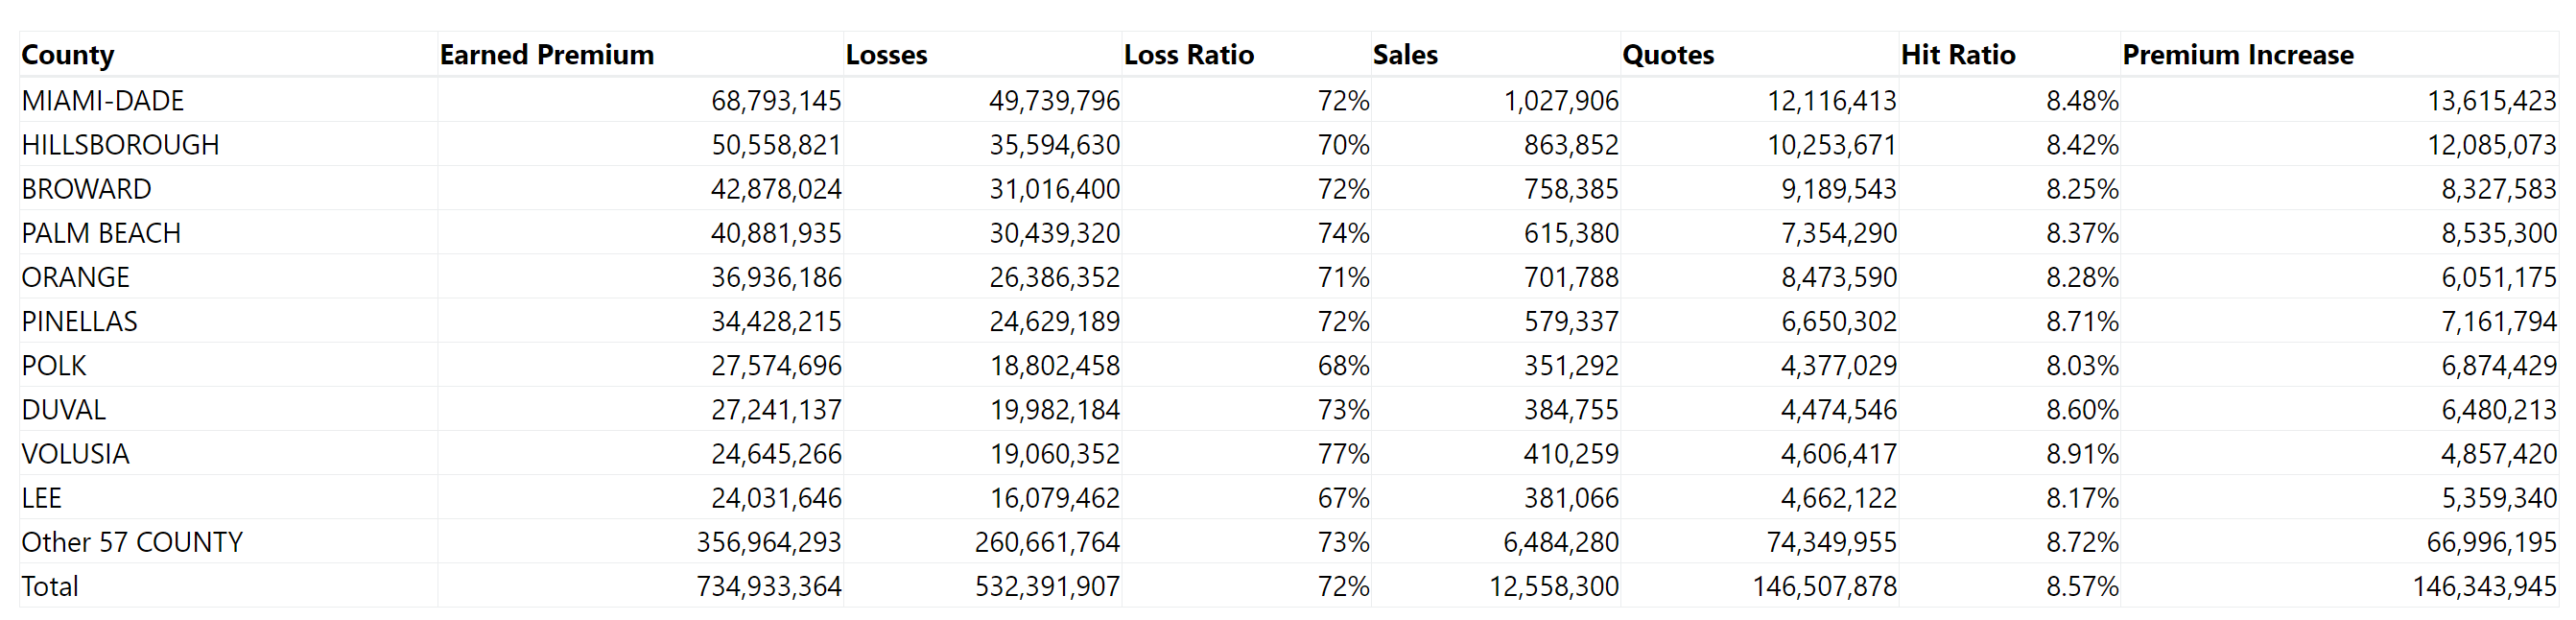 County Earned Premium Losses Loss Ratio Sales Quotes Hit Ratio Premium Increase
MIAMI-DADE 68,793,145 49,739,796 72% 1,027,906 12,116,413 8.48% 13,615,423
HILLSBOROUGH 50,558,821 35,594,630 70% 863,852 10,253,671 8.42% 12,085,073
BROWARD 42,878,024 31,016,400 72% 758,385 9,189,543 8.25% 8,327,583
PALM BEACH 40,881,935 30,439,320 74% 615,380 7,354,290 8.37% 8,535,300
ORANGE 36,936,186 26,386,352 71% 701,788 8,473,590 8.28% 6,051,175
PINELLAS 34,428,215 24,629,189 72% 579,337 6,650,302 8.71% 7,161,794
POLK 27,574,696 18,802,458 68% 351,292 4,377,029 8.03% 6,874,429
DUVAL 27,241,137 19,982,184 73% 384,755 4,474,546 8.60% 6,480,213
VOLUSIA 24,645,266 19,060,352 77% 410,259 4,606,417 8.91% 4,857,420
LEE 24,031,646 16,079,462 67% 381,066 4,662,122 8.17% 5,359,340
Other 57 COUNTY 356,964,293 260,661,764 73% 6,484,280 74,349,955 8.72% 66,996,195
Total 734,933,364 532,391,907 72% 12,558,300 146,507,878 8.57% 146,343,945